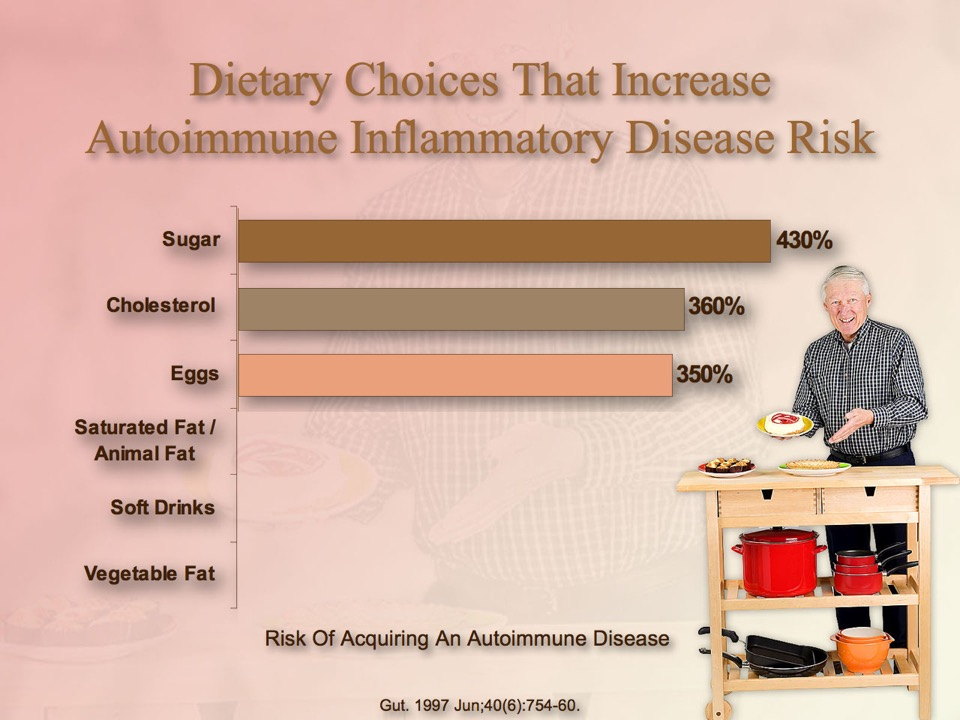 Dietary Choices That Increase
Autoimmune Inflammatory Disease Risk
Sugar
430%
Cholesterol
360%
Eggs
350%
Saturated Fat /
Animal Fat
Soft Drinks
Vegetable Fat
Risk Of Acquiring An Autoimmune Disease
Gut. 1997 Jun;40(6):754-60.